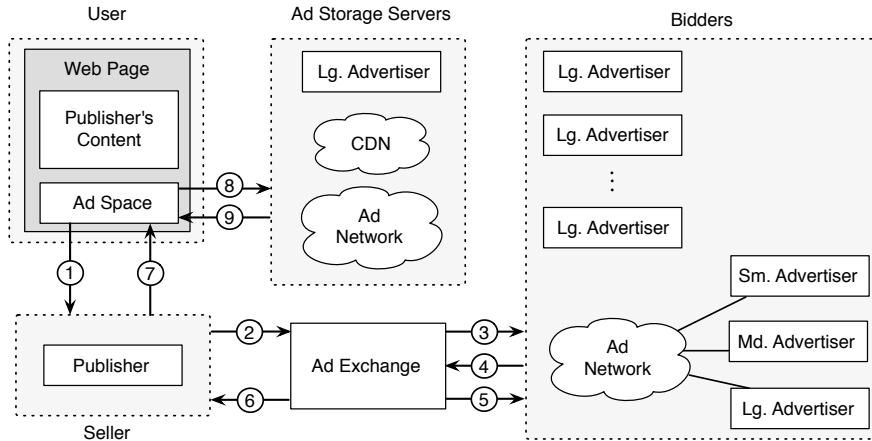 User
Ad Storage Servers
Bidders
Web Page
Publisher's
Content
Ad Space
Lg. Advertiser
CDN
Ad
Network
Lg. Advertiser
Lg. Advertiser
⋮
Lg. Advertiser
8
9
1
7
Sm. Advertiser
Md. Advertiser
Lg. Advertiser
Ad
Network
Publisher
Seller
2
6
Ad Exchange
3
4
5